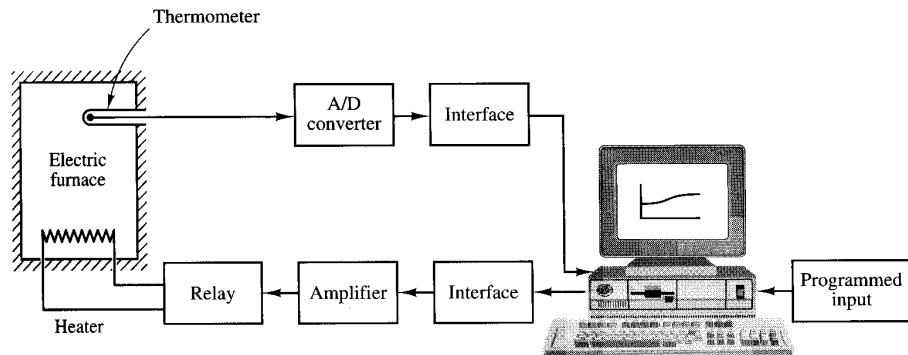 Thermometer
A/D
converter
Interface
Electric
furnace
Relay
Amplifier
Interface
Programmed
input
Heater